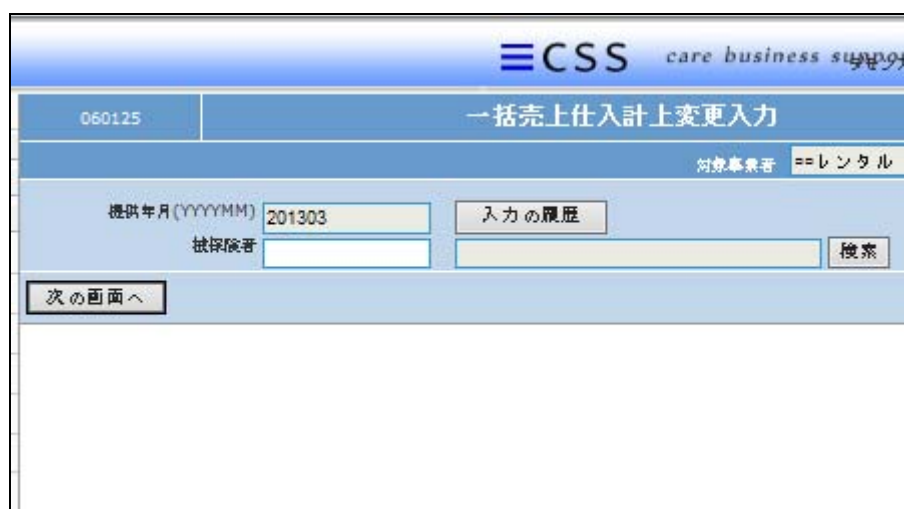 CSS care business
060125 一括売上仕入計上変更入力
対象事業者 ==レンタル
提供年月(YYYYMM) 201303 入力の履歴
被保険者 検索
次の画面へ